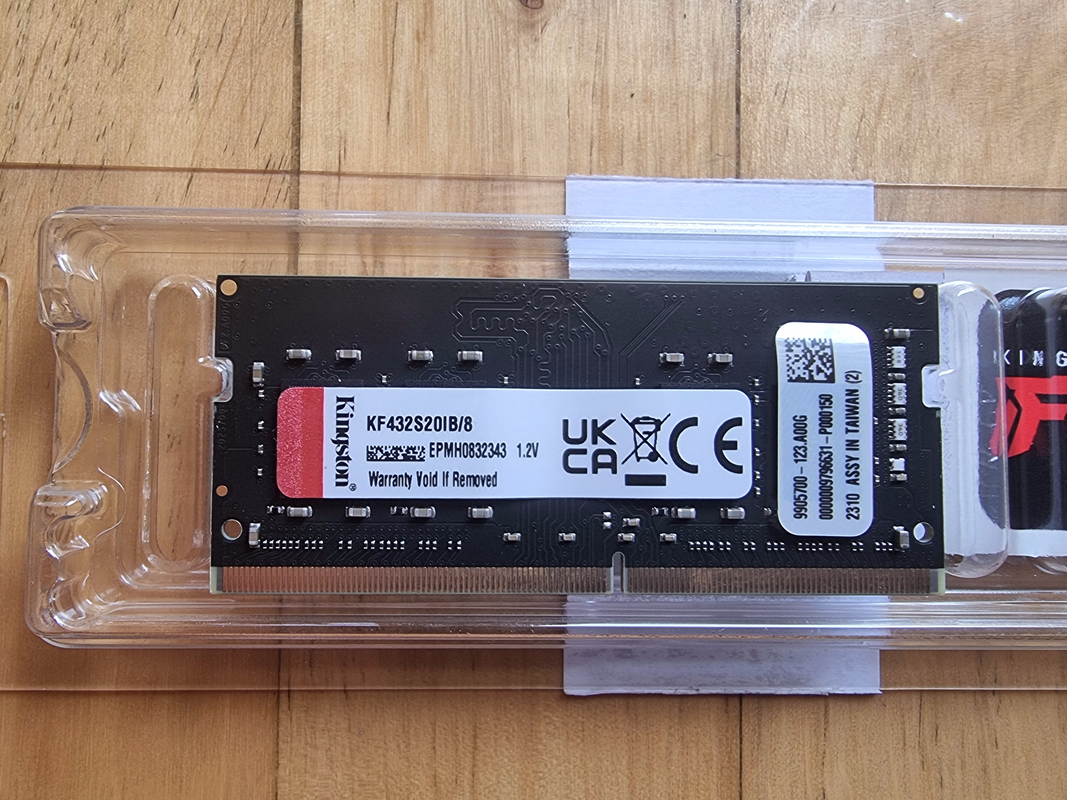 Kingston®
KF432S20IB/8
EPMH0832343 1.2V
Warranty Void If Removed
UK
CA
CE
9905700-123.A00G
0000009796631-P000150
2310 ASSY IN TAIWAN (2)
KING